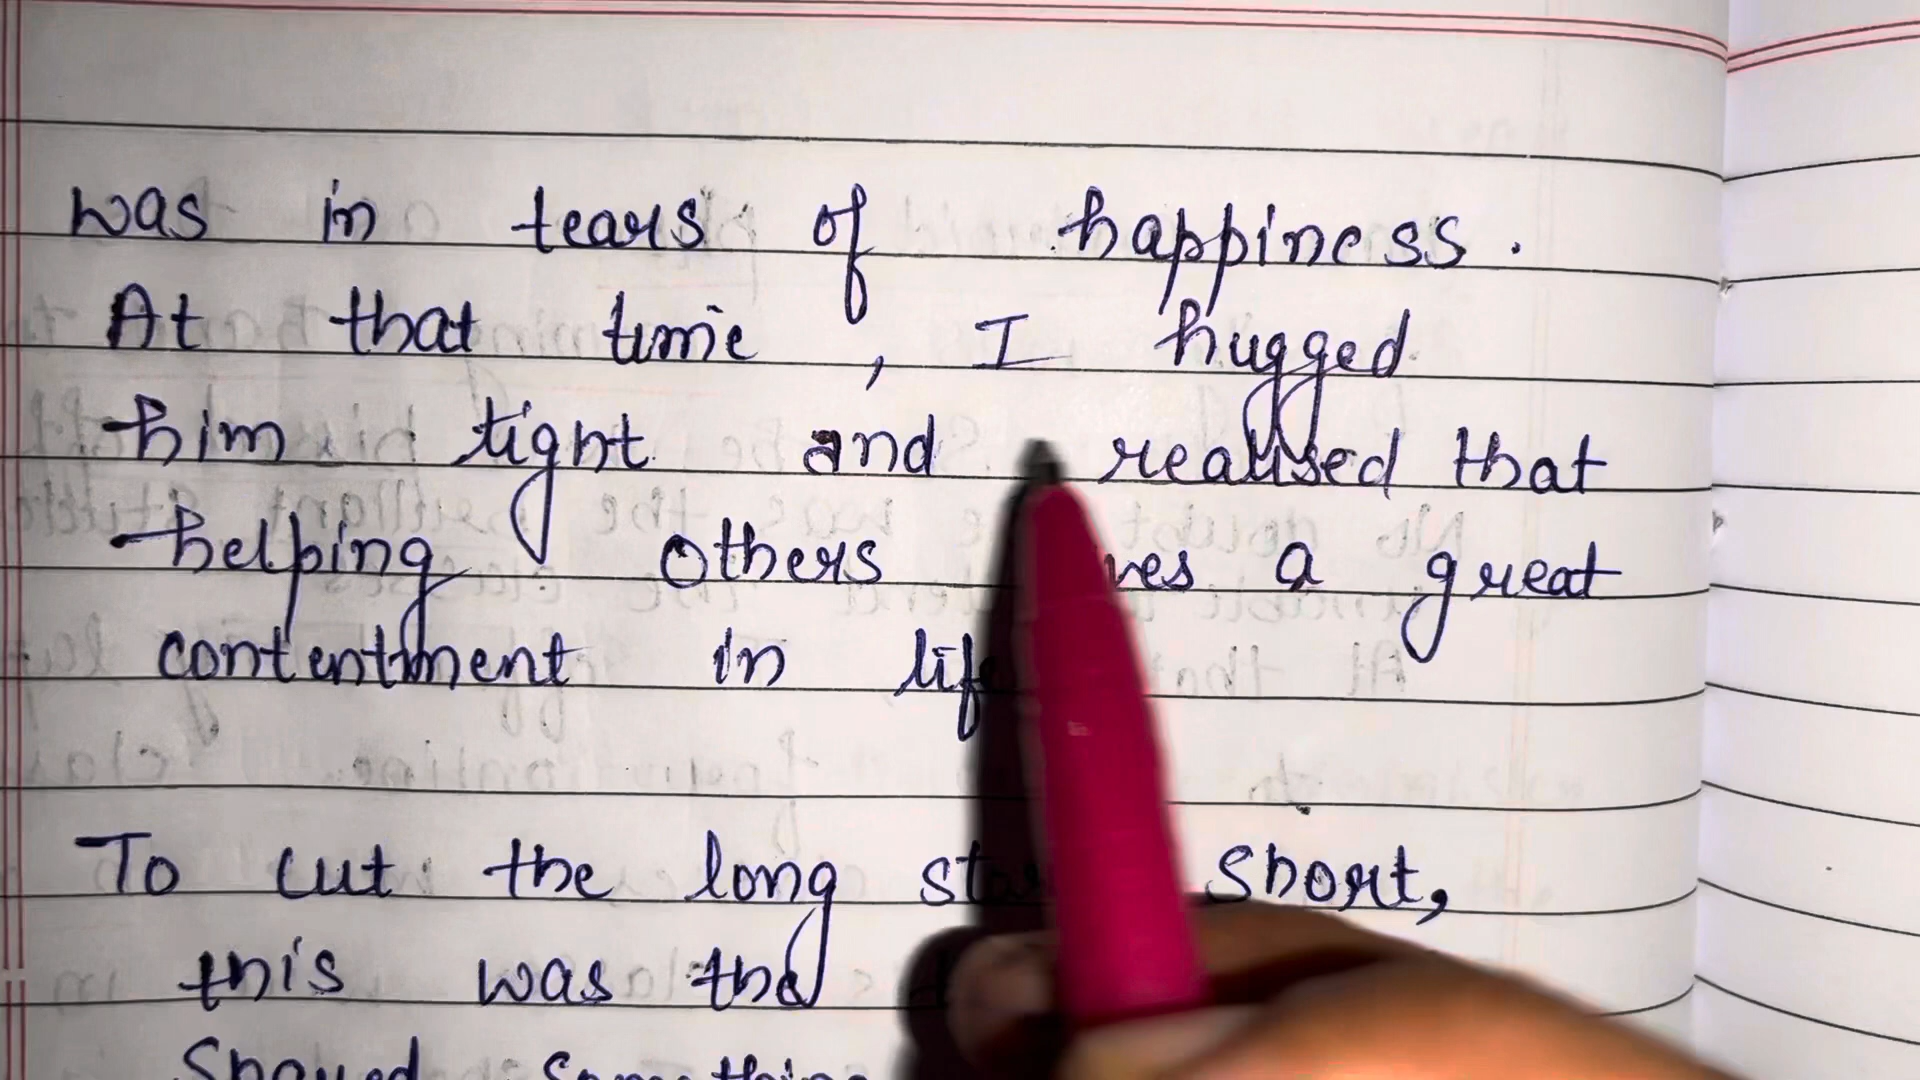 was in tears of happiness.
At that time, I hugged
him tight and realised that
helping others a great
contentment in
To cut the long short,
this was the
something